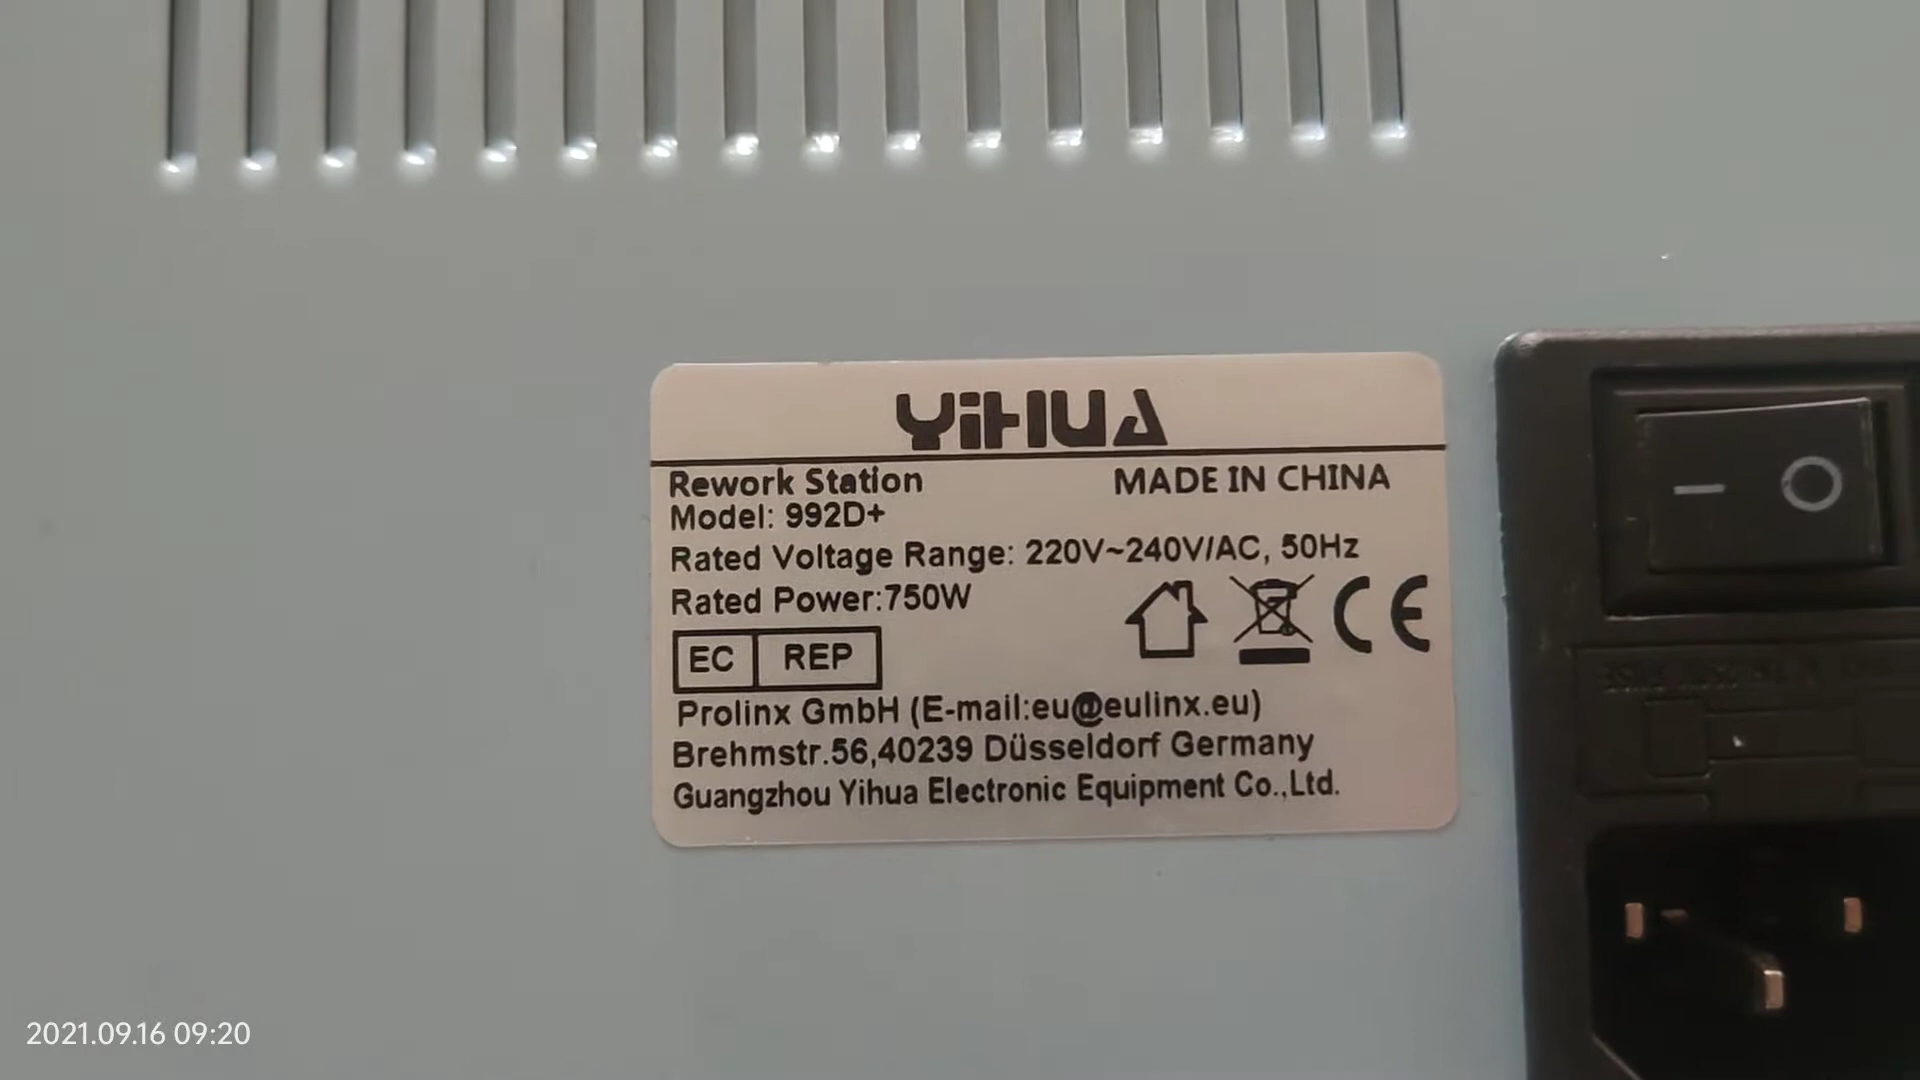 YiHUA
Rework Station MADE IN CHINA
Model: 992D+
Rated Voltage Range: 220V~240V/AC, 50Hz
Rated Power:750W
EC REP
CE
Prolinx GmbH (E-mail:eu@eulinx.eu)
Brehmstr.56,40239 Düsseldorf Germany
Guangzhou Yihua Electronic Equipment Co.,Ltd.
2021.09.16 09:20